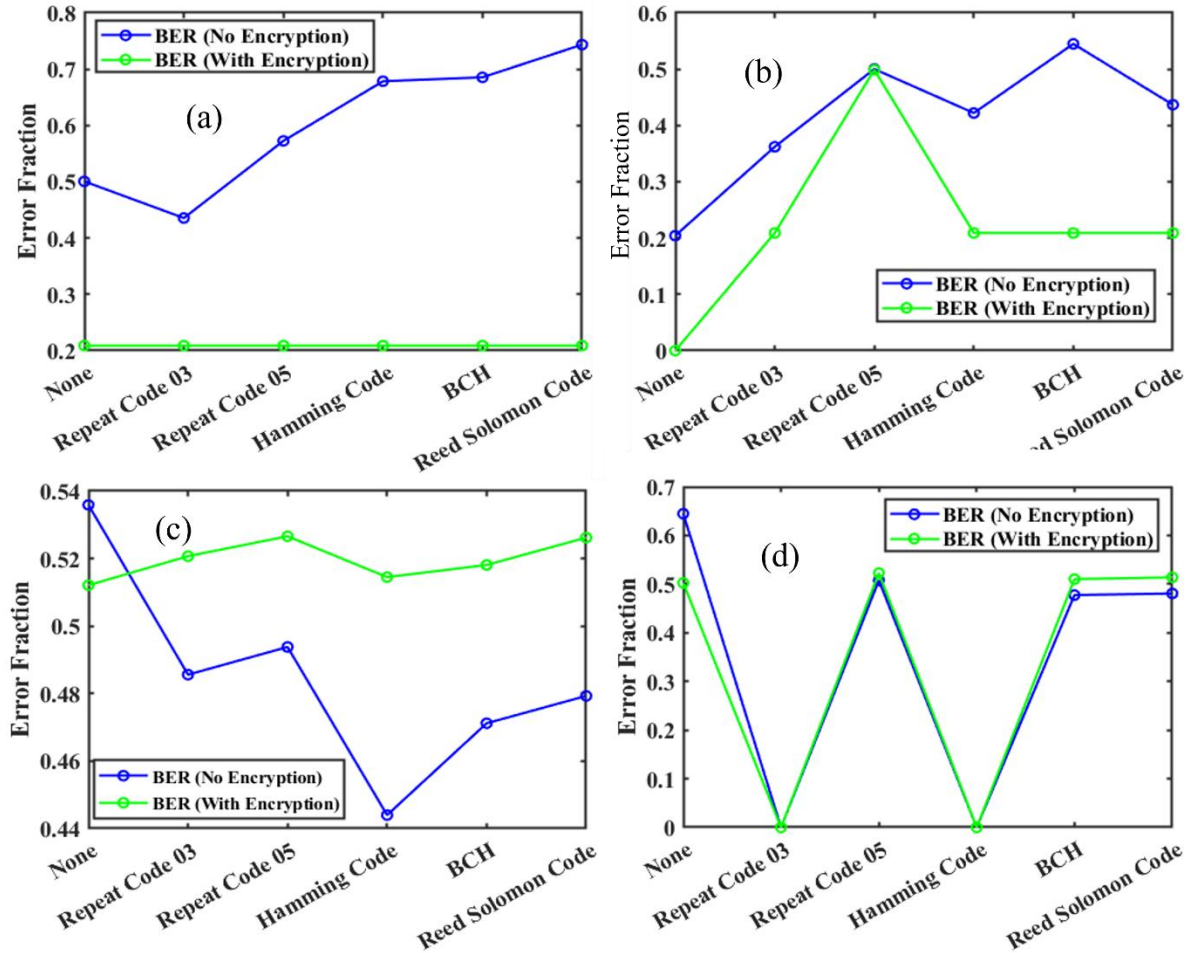 0.8
0.7
0.6
0.5
0.4
0.3
0.2
Error Fraction
BER (No Encryption)
BER (With Encryption)
(a)
None
Repeat Code 03
Repeat Code 05
Hamming Code
BCH
Reed Solomon Code
0.6
0.5
0.4
0.3
0.2
0.1
0
Error Fraction
(b)
BER (No Encryption)
BER (With Encryption)
None
Repeat Code 03
Repeat Code 05
Hamming Code
BCH
Solomon Code
0.54
0.52
0.5
0.48
0.46
0.44
Error Fraction
(c)
BER (No Encryption)
BER (With Encryption)
None
Repeat Code 03
Repeat Code 05
Hamming Code
BCH
Reed Solomon Code
0.7
0.6
0.5
0.4
0.3
0.2
0.1
0
Error Fraction
BER (No Encryption)
BER (With Encryption)
(d)
None
Repeat Code 03
Repeat Code 05
Hamming Code
BCH
Reed Solomon Code